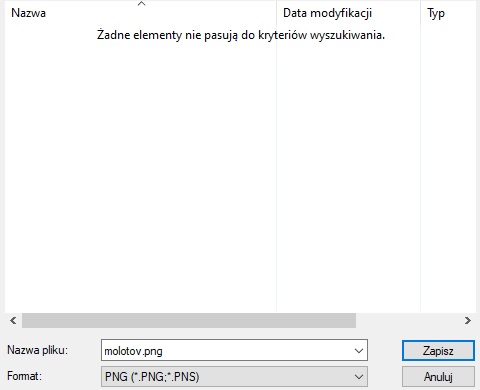 Nazwa Data modyfikacji Typ
Żadne elementy nie pasują do kryteriów wyszukiwania.
Nazwa pliku: molotov.png Zapisz
Format: PNG (*.PNG;*.PNS) Anuluj